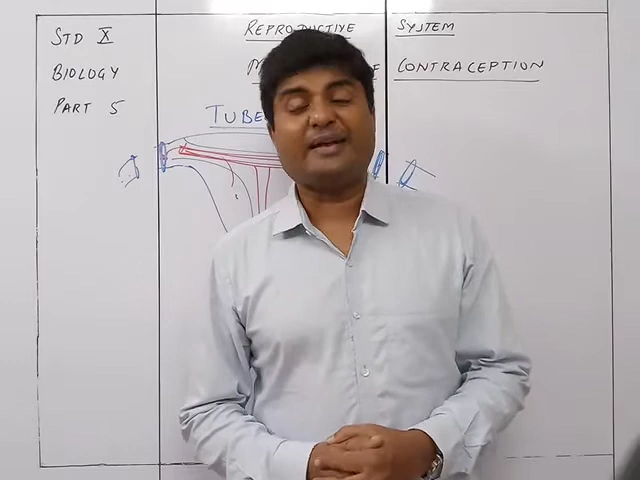 STD X
BIOLOGY
PART 5
REPRODUCTIVE SYSTEM
CONTRACEPTION